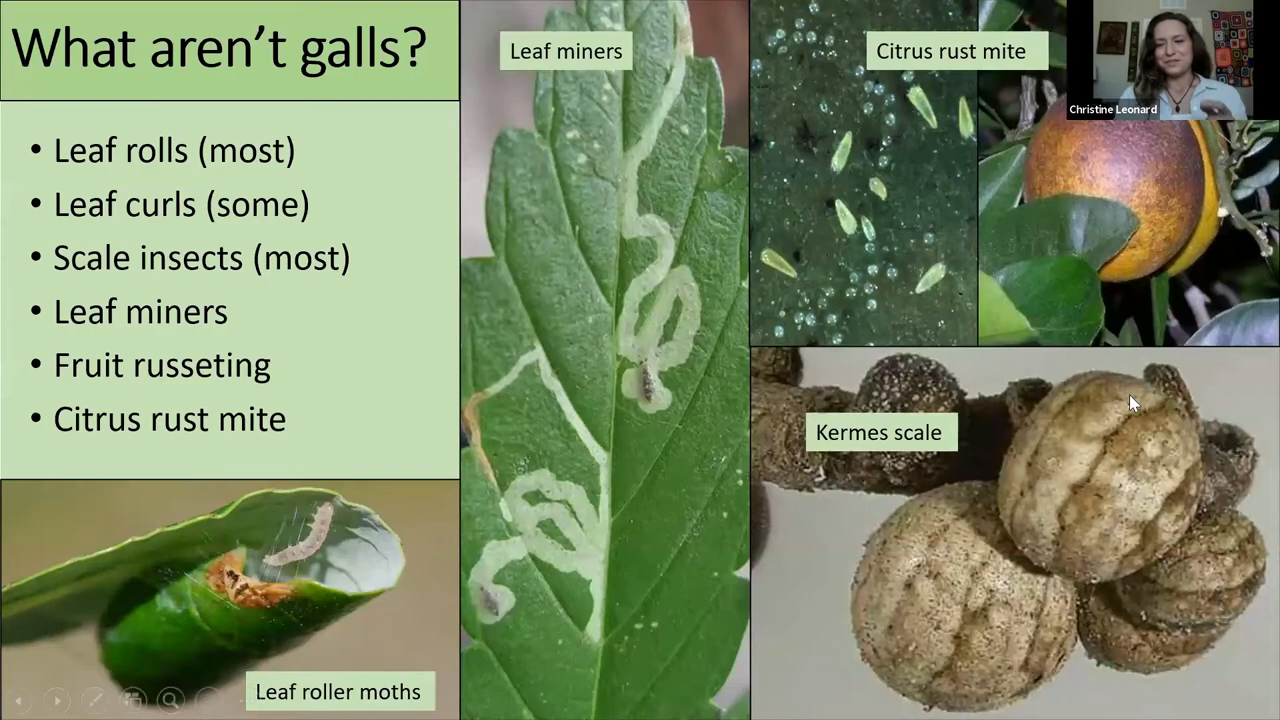 What aren't galls?
• Leaf rolls (most)
• Leaf curls (some)
• Scale insects (most)
• Leaf miners
• Fruit russeting
• Citrus rust mite
Leaf roller moths
Leaf miners
Citrus rust mite
Christine Leonard
Kermes scale